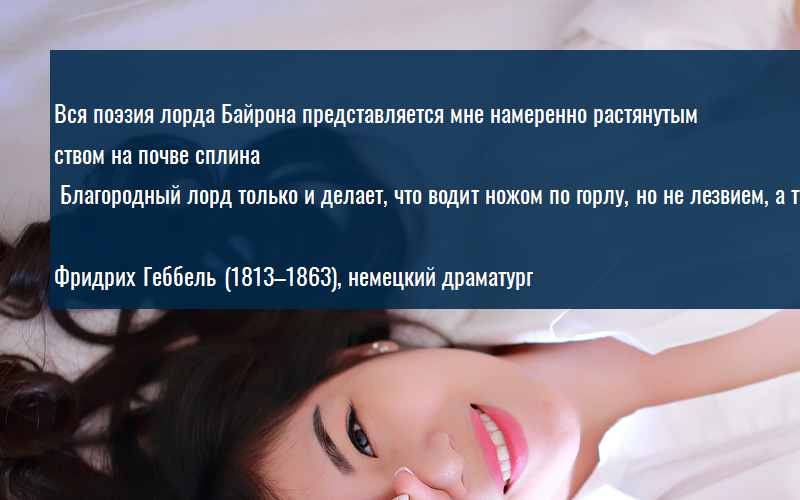 Вся поэзия лорда Байрона представляется мне намеренно растянутым
ством на почве сплина
Благородный лорд только и делает, что водит ножом по горлу, но не лезвием, а
Фридрих Геббель (1813–1863), немецкий драматург